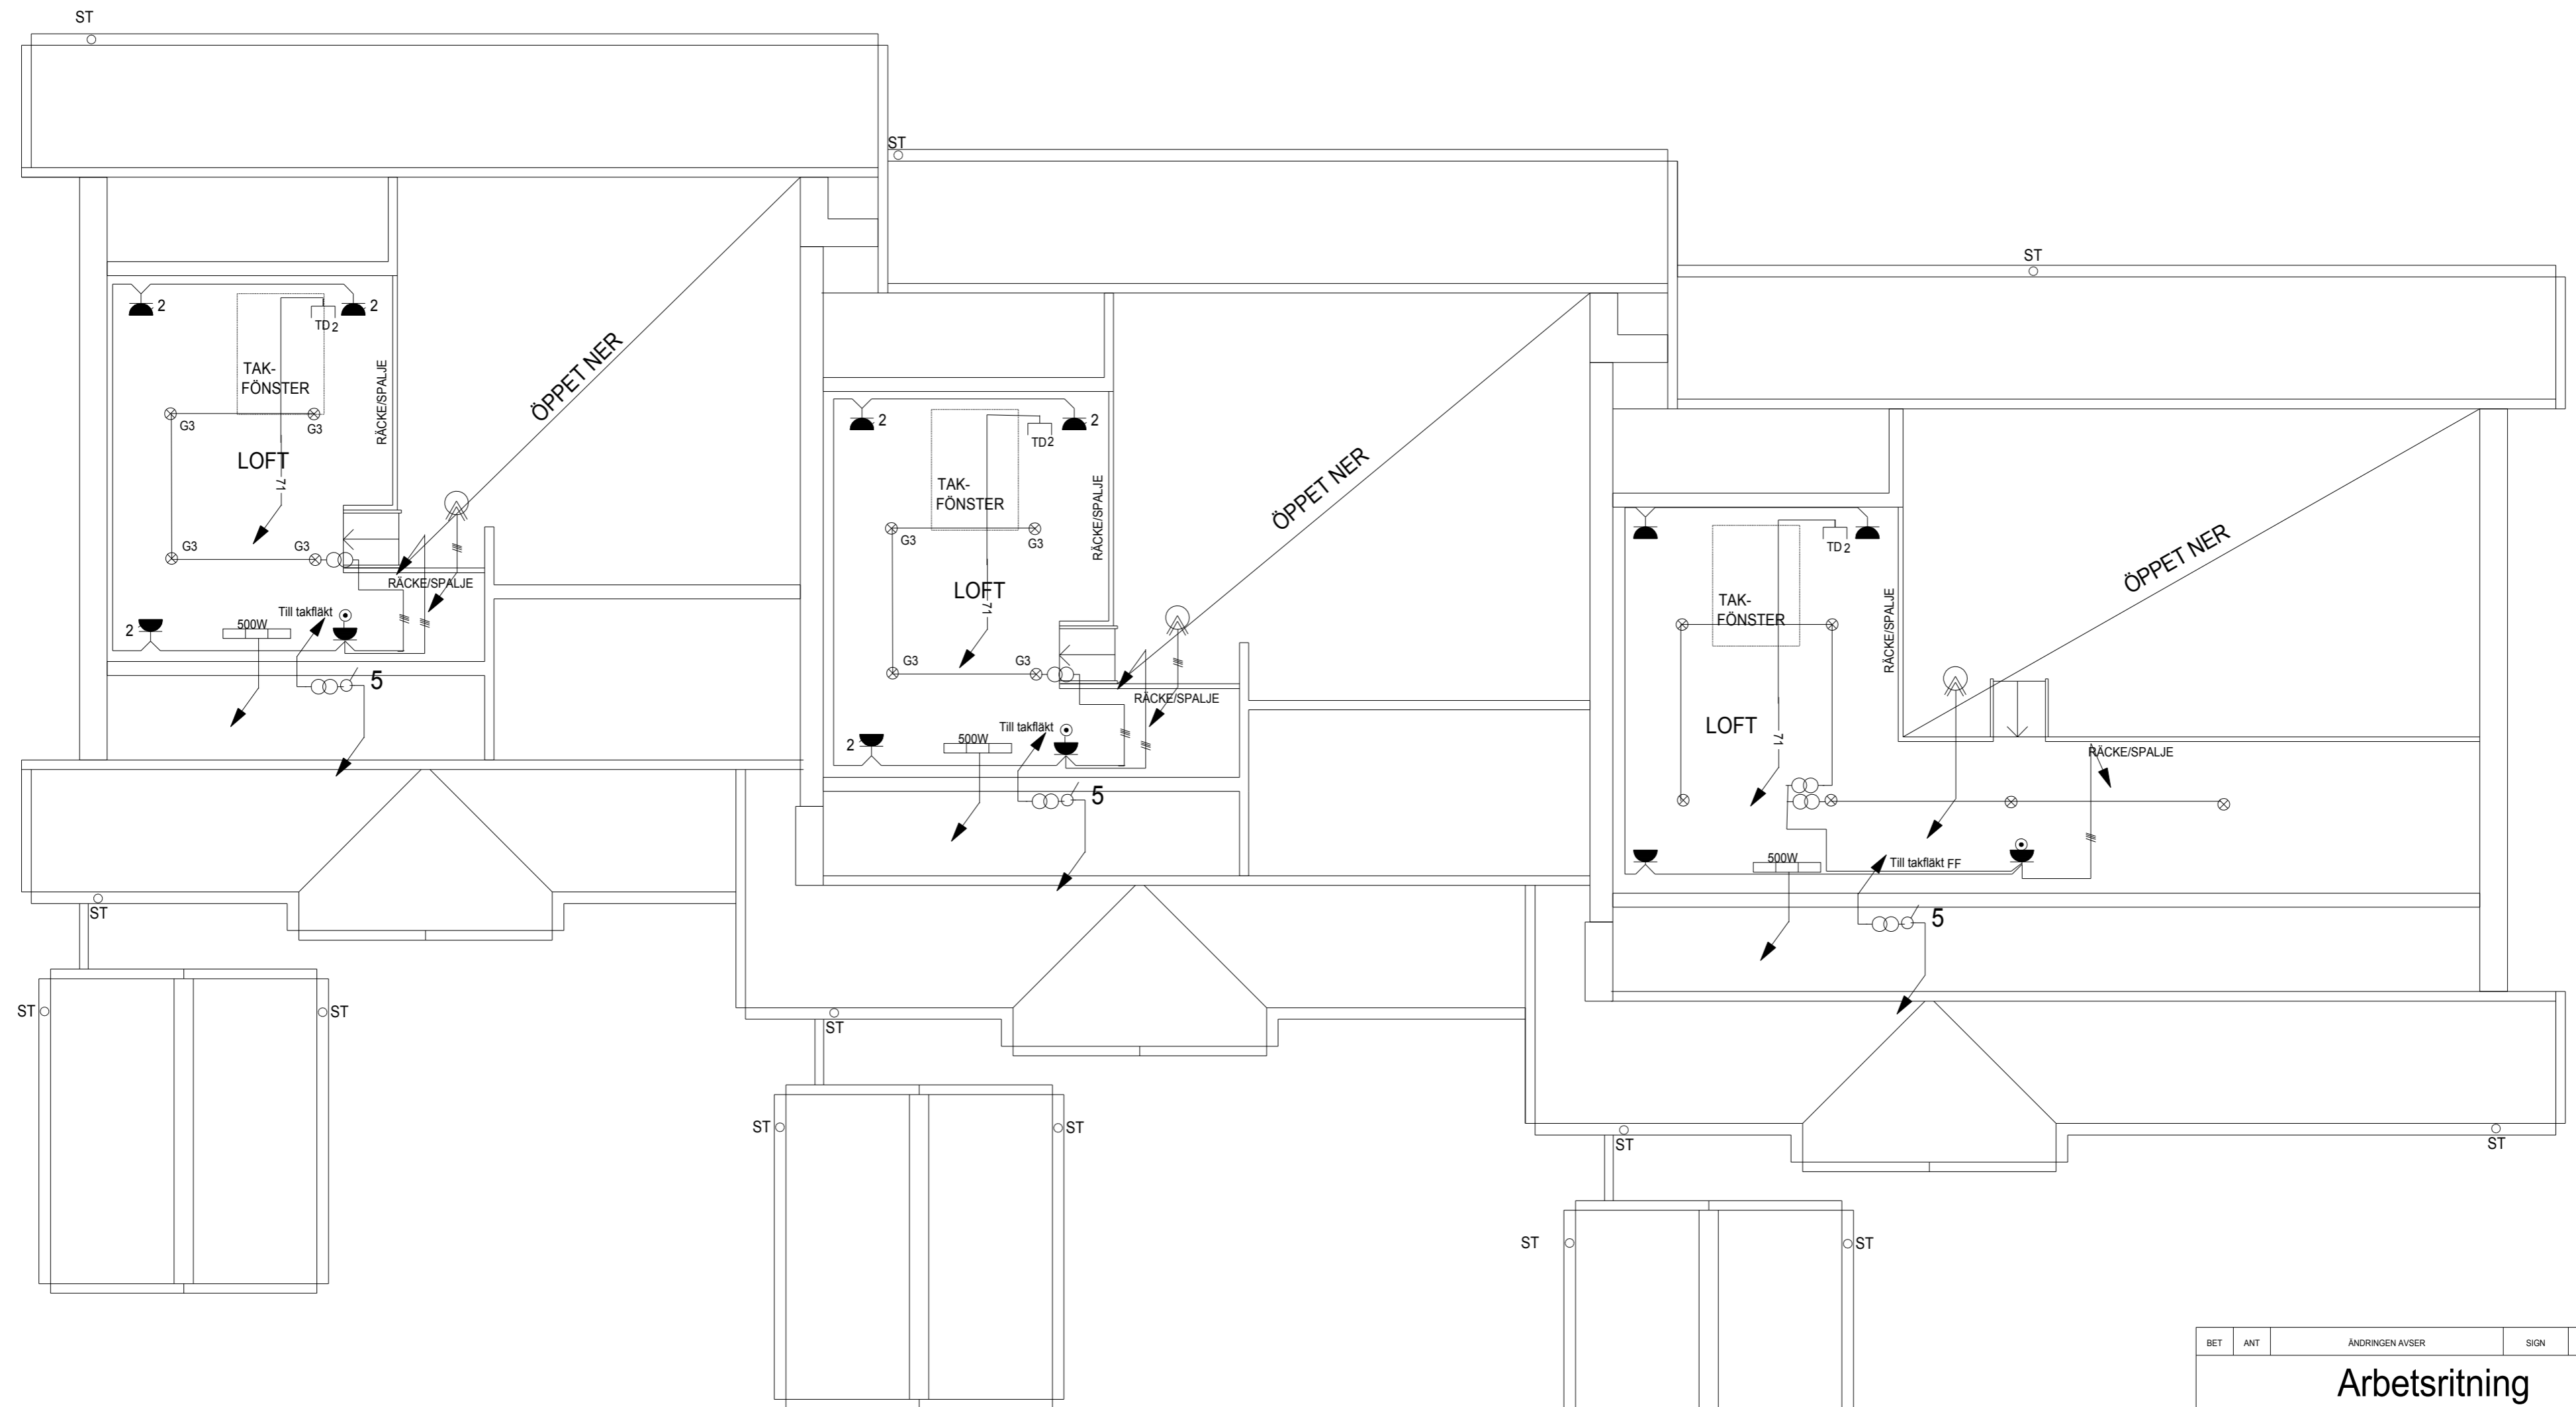 ST
2
2
TD 2
TAK-
FÖNSTER
RÄCKE/SPALJE
ÖPPET NER
G3
G3
LOFT
71
G3
G3
RÄCKE/SPALJE
Till takfläkt
2
500W
5
ST
ST
ST
ST
2
2
TD2
TAK-
FÖNSTER
RÄCKE/SPALJE
ÖPPET NER
G3
G3
LOFT
71
G3
G3
RÄCKE/SPALJE
Till takfläkt
2
500W
5
ST
ST
ST
ST
TD 2
TAK-
FÖNSTER
RÄCKE/SPALJE
ÖPPET NER
LOFT
71
RÄCKE/SPALJE
500W
Till takfläkt FF
5
ST
ST
ST
ST
BET ANT ÄNDRINGEN AVSER SIGN
Arbetsritning